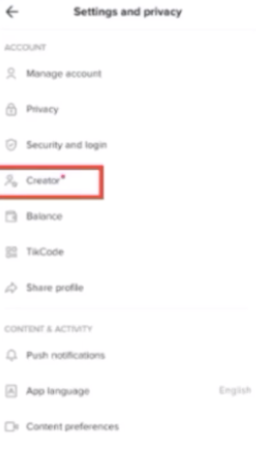 Settings and privacy
ACCOUNT
Manage account
Privacy
Security and login
Creator
Balance
TikCode
Share profile
CONTENT & ACTIVITY
Push notifications
App language English
Content preferences